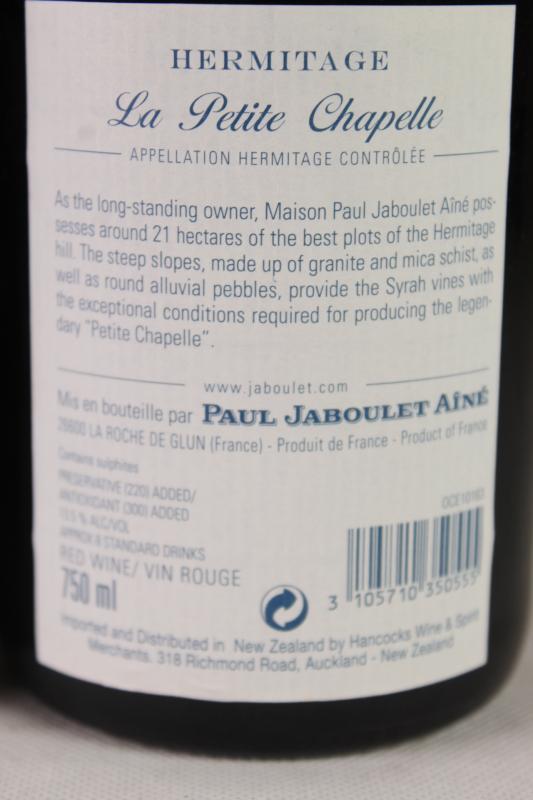 HERMITAGE
La Petite Chapelle
APPELLATION HERMITAGE CONTRÔLÉE
As the long-standing owner, Maison Paul Jaboulet Aîné pos-
sesses around 21 hectares of the best plots of the Hermitage
hill. The steep slopes, made up of granite and mica schist, as
well as round alluvial pebbles, provide the Syrah vines with
the exceptional conditions required for producing the legen-
dary "Petite Chapelle".
www.jaboulet.com
Mis en bouteille par PAUL JABOULET AÎNÉ
26600 LA ROCHE DE GLUN (France) - Produit de France - Product of France
Contains sulphites
PRESERVATIVE (220) ADDED/
ANTIOXIDANT (300) ADDED
13.5 % ALC/VOL
APPROX 8 STANDARD DRINKS
RED WINE/ VIN ROUGE
750 ml
OCE10163
3 105710 350555
Imported and Distributed in New Zealand by Hancocks Wine & Spirit
Merchants. 318 Richmond Road, Auckland - New Zealand